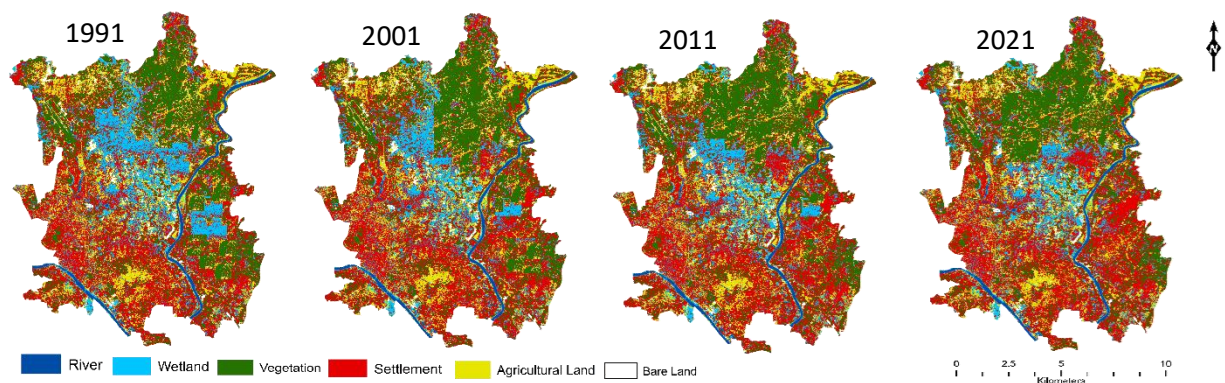 1991
2001
2011
2021
N
River
Wetland
Vegetation
Settlement
Agricultural Land
Bare Land
0 2.5 5 10
Kilometers